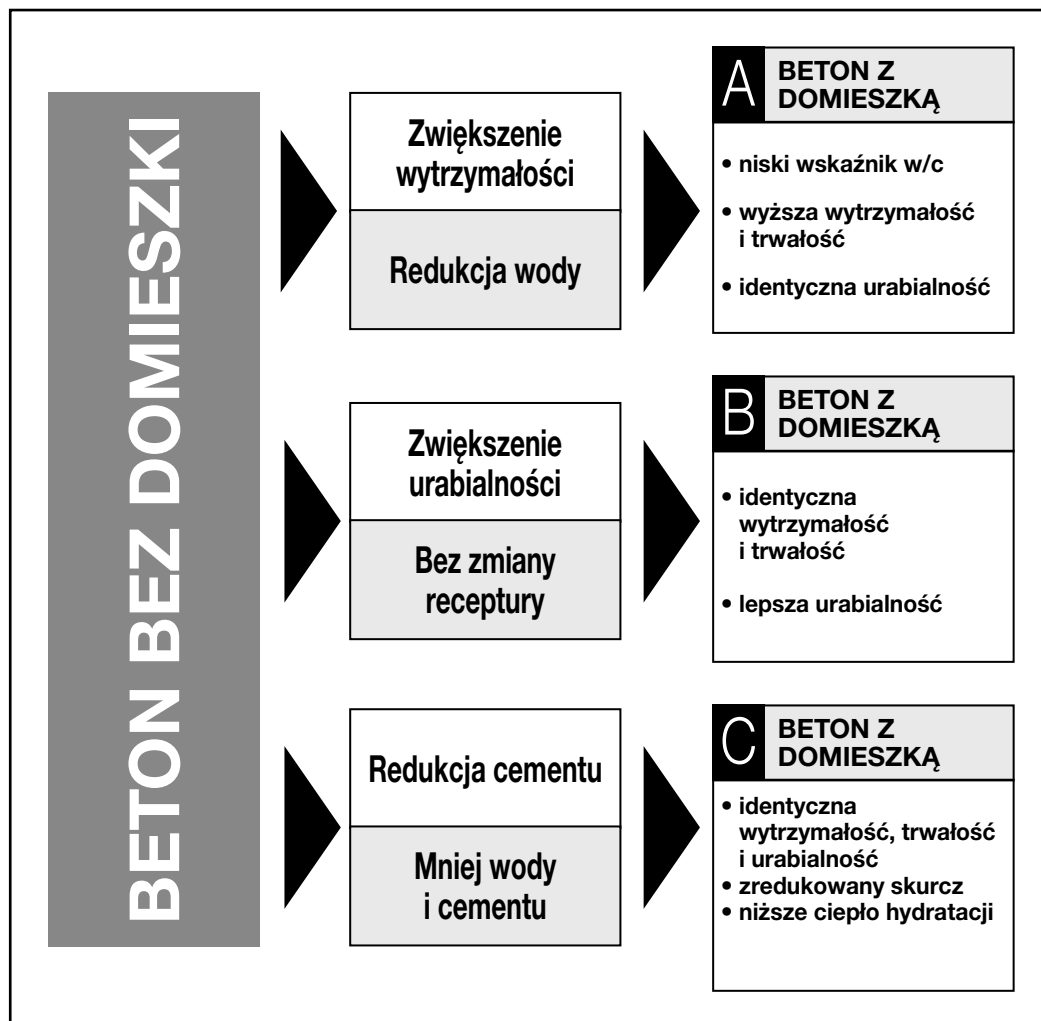 BETON BEZ DOMIESZKI
Zwiększenie
wytrzymałości
Redukcja wody
A
BETON Z
DOMIESZKĄ
• niski wskaźnik w/c
• wyższa wytrzymałość
i trwałość
• identyczna urabialność
Zwiększenie
urabialności
Bez zmiany
receptury
B
BETON Z
DOMIESZKĄ
• identyczna
wytrzymałość
i trwałość
• lepsza urabialność
Redukcja cementu
Mniej wody
i cementu
C
BETON Z
DOMIESZKĄ
• identyczna
wytrzymałość, trwałość
i urabialność
• zredukowany skurcz
• niższe ciepło hydratacji